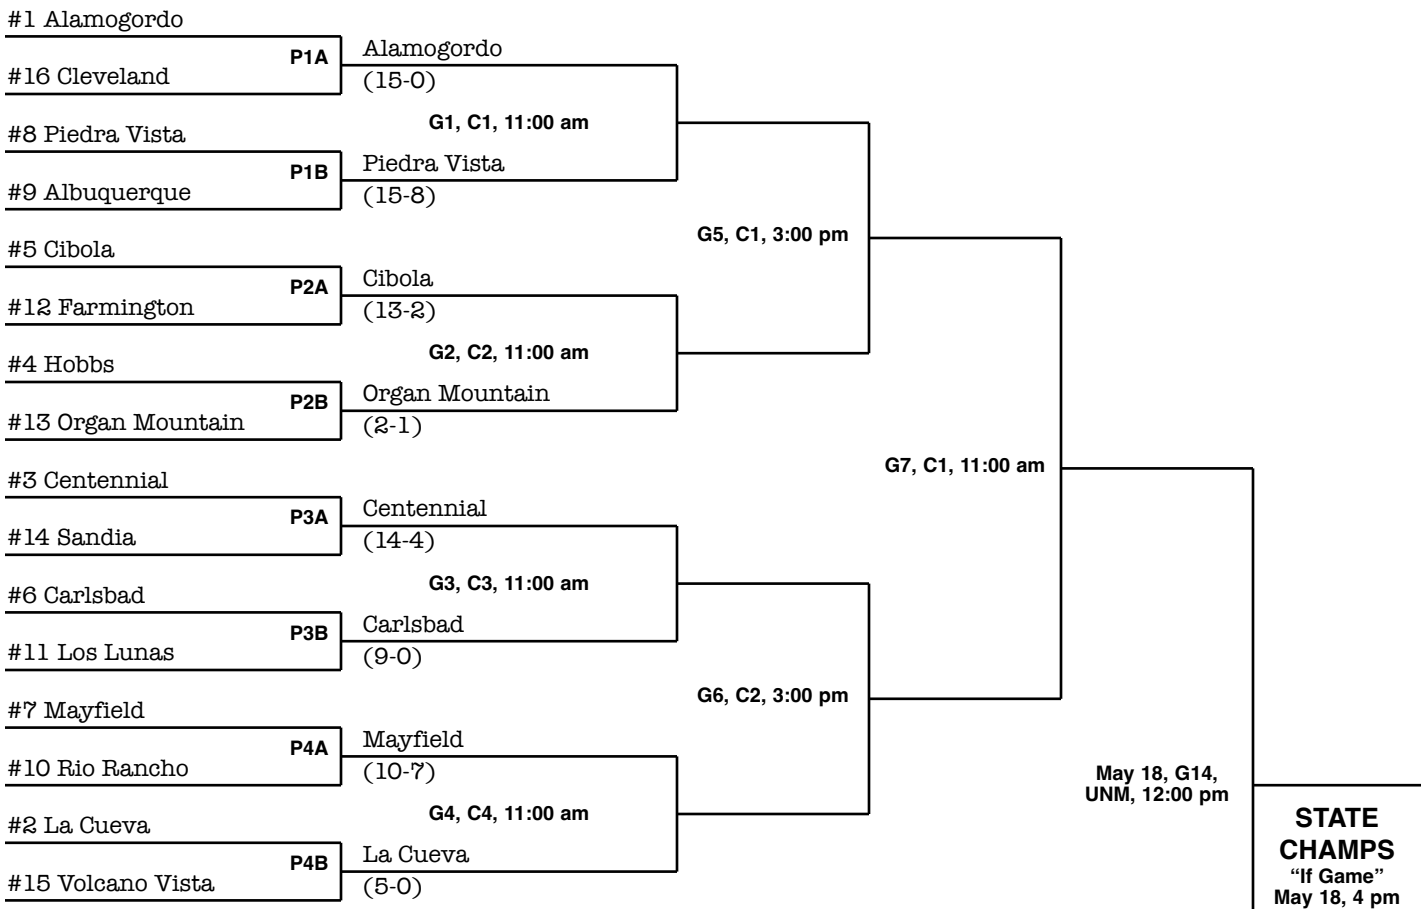 #1 Alamogordo
P1A
#16 Cleveland
Alamogordo
(15-0)
G1, C1, 11:00 am
#8 Piedra Vista
P1B
#9 Albuquerque
Piedra Vista
(15-8)
G5, C1, 3:00 pm
#5 Cibola
P2A
#12 Farmington
Cibola
(13-2)
G2, C2, 11:00 am
#4 Hobbs
P2B
#13 Organ Mountain
Organ Mountain
(2-1)
G7, C1, 11:00 am
#3 Centennial
P3A
#14 Sandia
Centennial
(14-4)
G3, C3, 11:00 am
#6 Carlsbad
P3B
#11 Los Lunas
Carlsbad
(9-0)
G6, C2, 3:00 pm
#7 Mayfield
P4A
#10 Rio Rancho
Mayfield
(10-7)
G4, C4, 11:00 am
#2 La Cueva
P4B
#15 Volcano Vista
La Cueva
(5-0)
May 18, G14,
UNM, 12:00 pm
STATE
CHAMPS
“If Game”
May 18, 4 pm